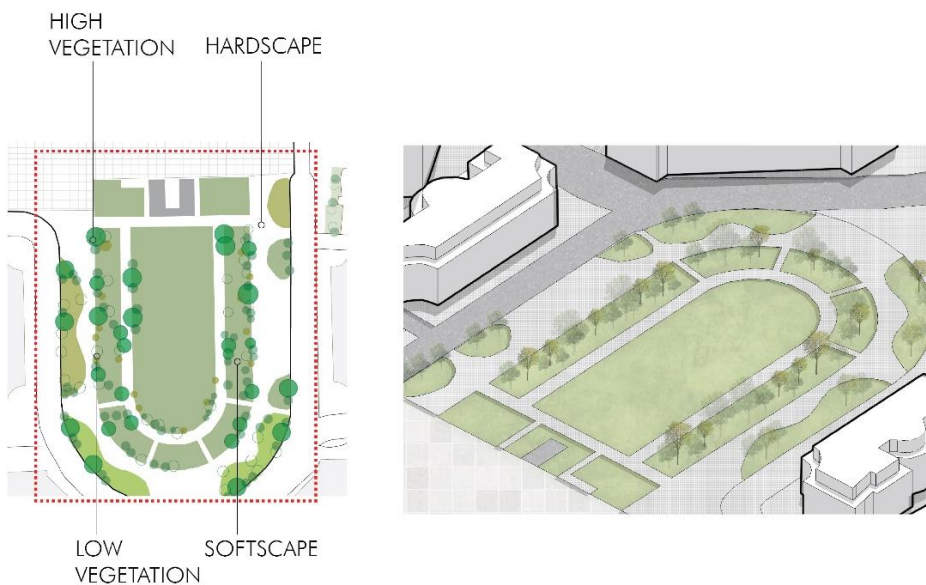 HIGH
VEGETATION
HARDSCAPE
LOW
VEGETATION
SOFTSCAPE